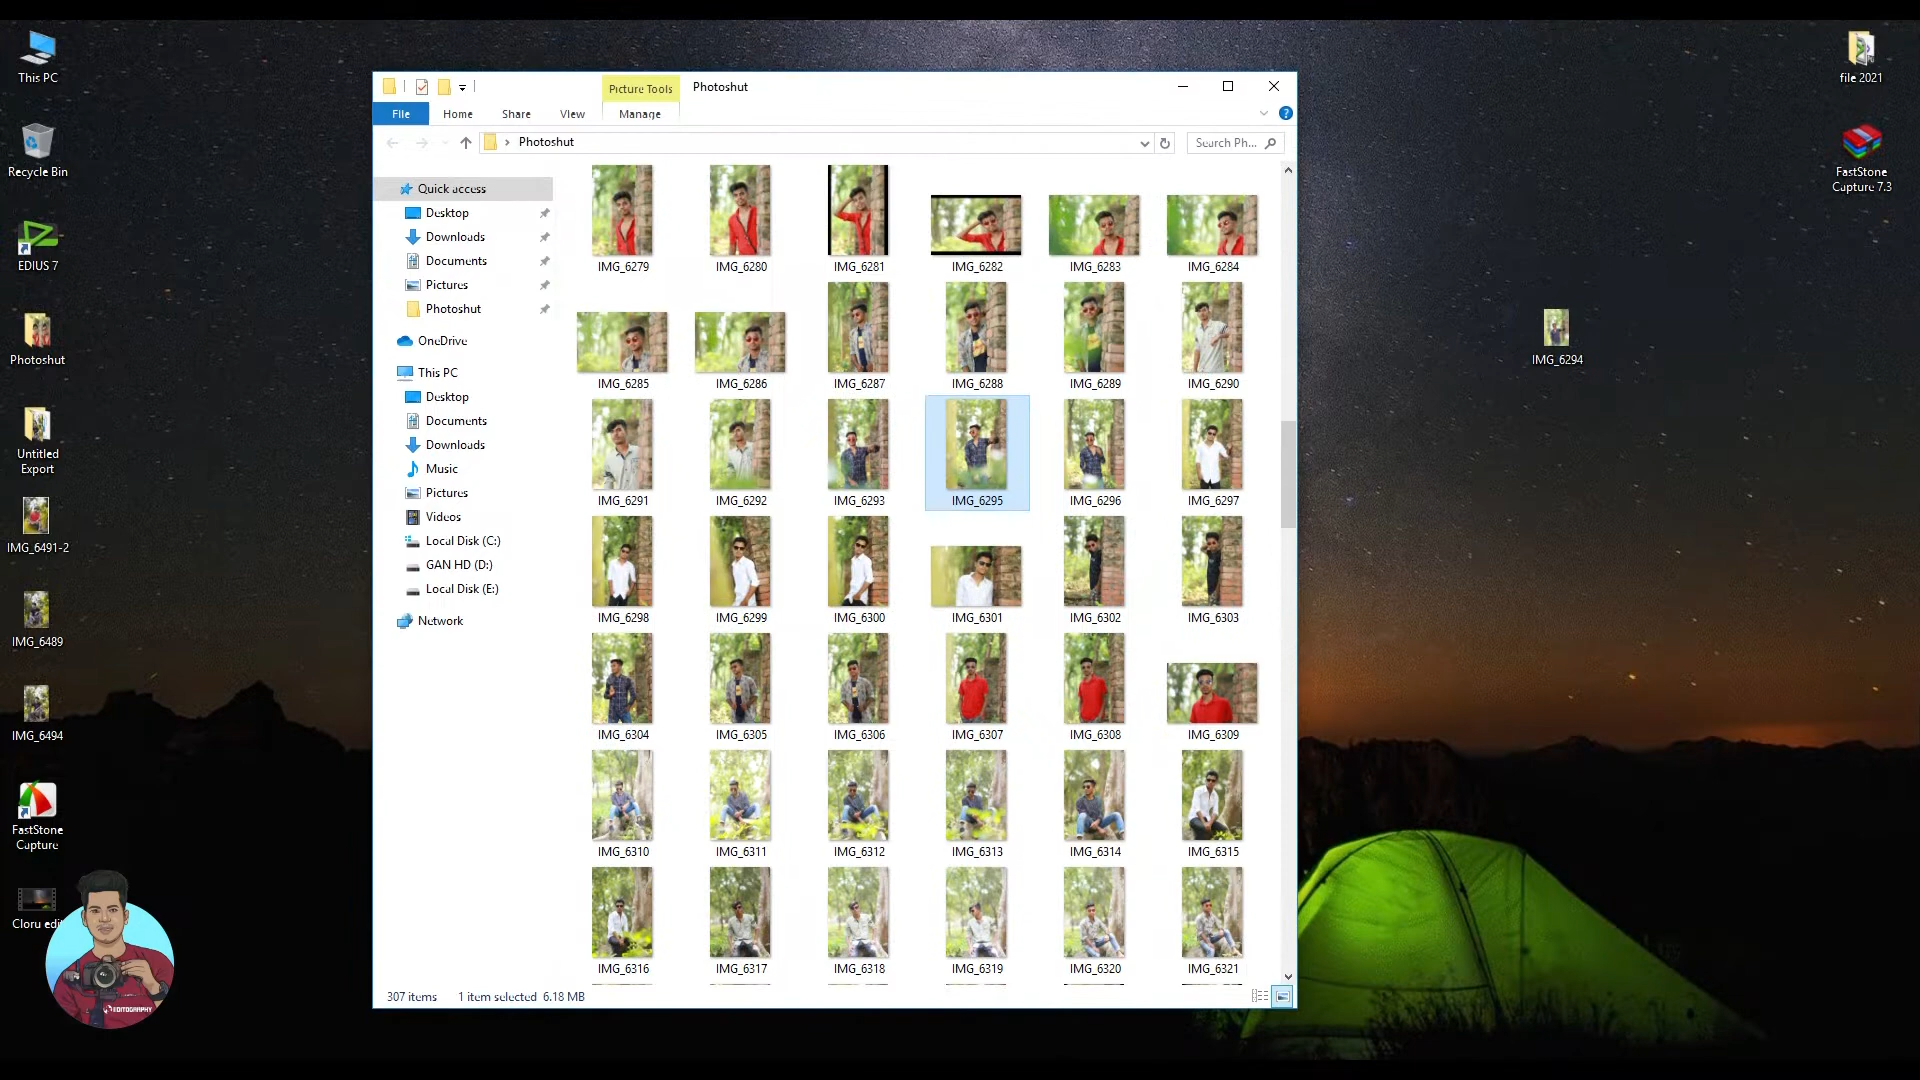 This PC
Recycle Bin
EDIUS 7
Photoshut
Untitled
Export
IMG_6491-2
IMG_6489
IMG_6494
FastStone
Capture
Cloru edi
EDITOGRAPHY
Picture Tools
Photoshut
File
Home
Share
View
Manage
Photoshut
Search Ph...
Quick access
Desktop
Downloads
Documents
Pictures
Photoshut
OneDrive
This PC
Desktop
Documents
Downloads
Music
Pictures
Videos
Local Disk (C:)
GAN HD (D:)
Local Disk (E:)
Network
IMG_6279 IMG_6280 IMG_6281 IMG_6282 IMG_6283 IMG_6284
IMG_6285 IMG_6286 IMG_6287 IMG_6288 IMG_6289 IMG_6290
IMG_6291 IMG_6292 IMG_6293 IMG_6295 IMG_6296 IMG_6297
IMG_6298 IMG_6299 IMG_6300 IMG_6301 IMG_6302 IMG_6303
IMG_6304 IMG_6305 IMG_6306 IMG_6307 IMG_6308 IMG_6309
IMG_6310 IMG_6311 IMG_6312 IMG_6313 IMG_6314 IMG_6315
IMG_6316 IMG_6317 IMG_6318 IMG_6319 IMG_6320 IMG_6321
307 items 1 item selected 6.18 MB
file 2021
FastStone
Capture 7.3
IMG_6294